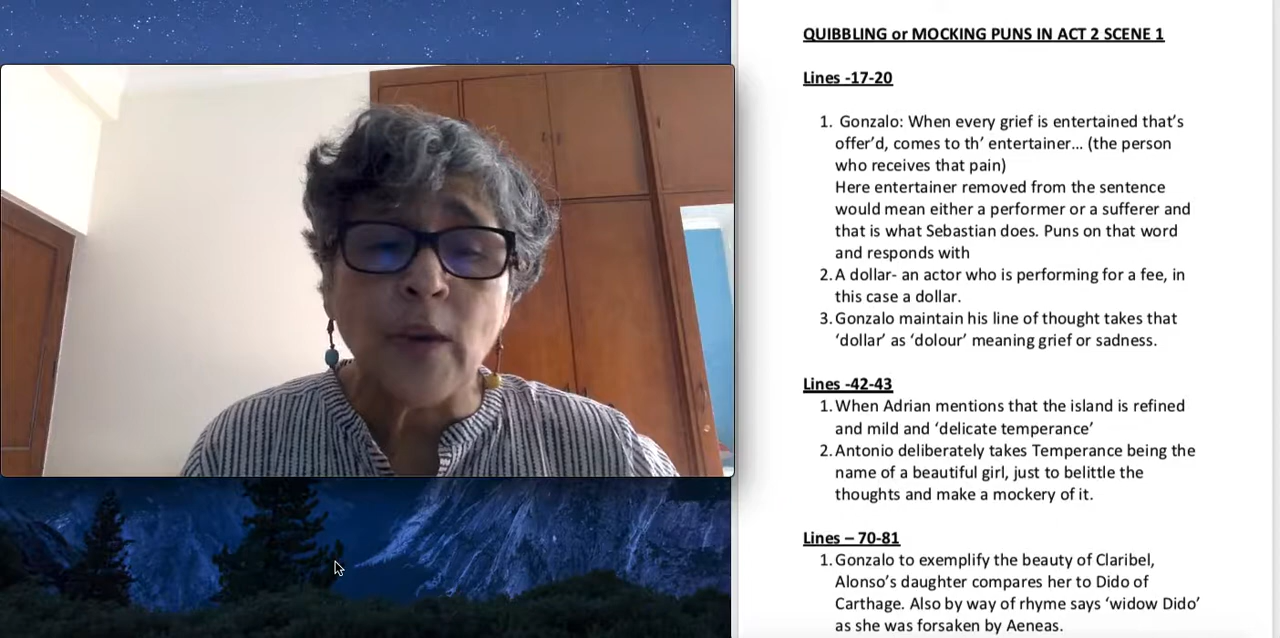 QUIBBLING or MOCKING PUNS IN ACT 2 SCENE 1
Lines -17-20
1. Gonzalo: When every grief is entertained that’s
offer’d, comes to th’ entertainer... (the person
who receives that pain)
Here entertainer removed from the sentence
would mean either a performer or a sufferer and
that is what Sebastian does. Puns on that word
and responds with
2. A dollar- an actor who is performing for a fee, in
this case a dollar.
3. Gonzalo maintain his line of thought takes that
‘dollar’ as ‘dolour’ meaning grief or sadness.
Lines -42-43
1. When Adrian mentions that the island is refined
and mild and ‘delicate temperance’
2. Antonio deliberately takes Temperance being the
name of a beautiful girl, just to belittle the
thoughts and make a mockery of it.
Lines – 70-81
1. Gonzalo to exemplify the beauty of Claribel,
Alonso’s daughter compares her to Dido of
Carthage. Also by way of rhyme says ‘widow Dido’
as she was forsaken by Aeneas.